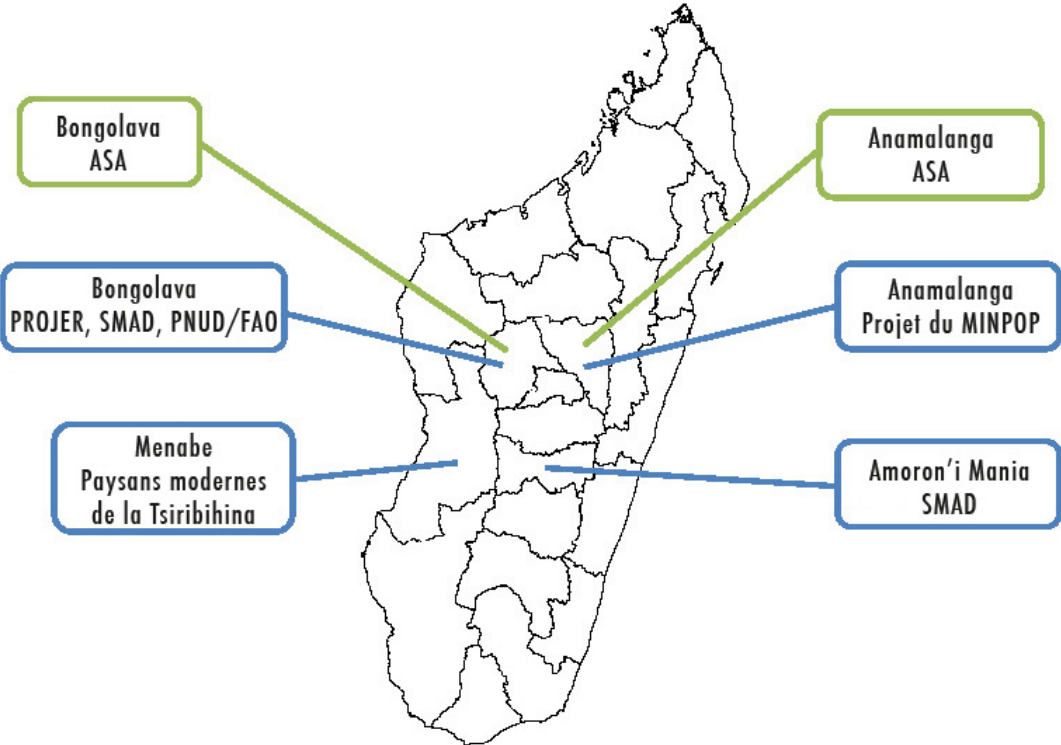 Bongolava
ASA
Anamalanga
ASA
Bongolava
PROJER, SMAD, PNUD/FAO
Anamalanga
Projet du MINPOP
Menabe
Paysans modernes
de la Tsiribihina
Amoron'i Mania
SMAD